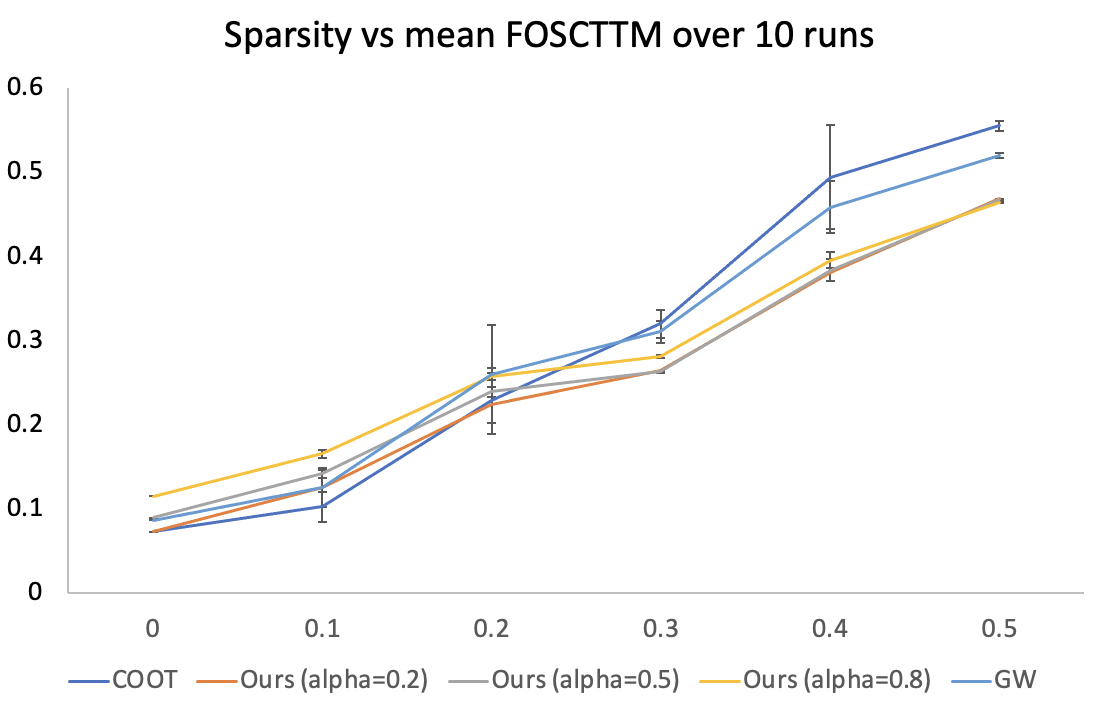 Sparsity vs mean FOSCTTM over 10 runs
0.6
0.5
0.4
0.3
0.2
0.1
0
0 0.1 0.2 0.3 0.4 0.5
COOT Ours (alpha=0.2) Ours (alpha=0.5) Ours (alpha=0.8) GW